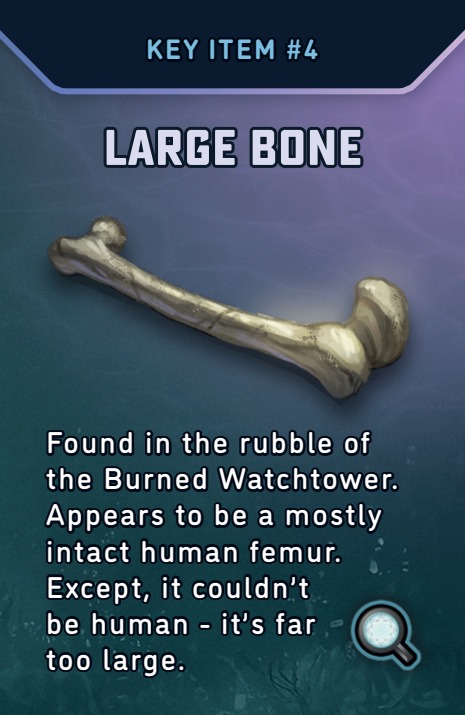 KEY ITEM #4
LARGE BONE
Found in the rubble of
the Burned Watchtower.
Appears to be a mostly
intact human femur.
Except, it couldn't
be human - it's far
too large.